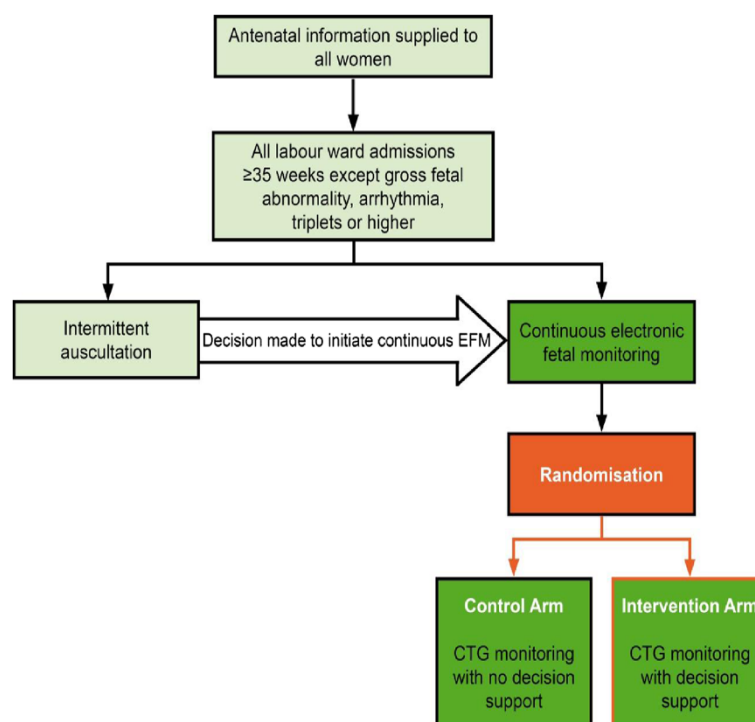 Antenatal information supplied to
all women
All labour ward admissions
≥35 weeks except gross fetal
abnormality, arrhythmia,
triplets or higher
Intermittent
auscultation
Decision made to initiate continuous EFM
Continuous electronic
fetal monitoring
Randomisation
Control Arm
CTG monitoring
with no decision
support
Intervention Arm
CTG monitoring
with decision
support